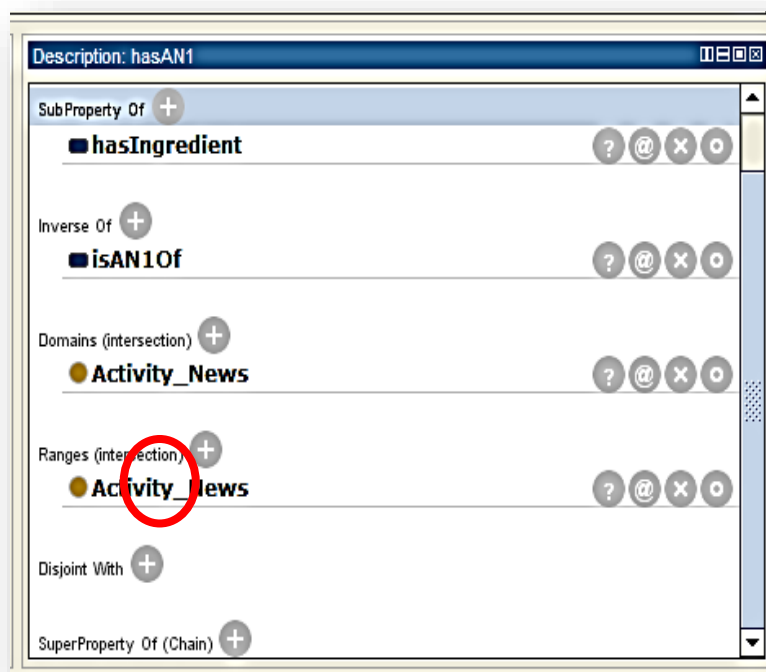 Description: hasAN1
SubProperty Of
hasIngredient
? @
Inverse Of
isAN1Of
? @
Domains (intersection)
Activity_News
? @
Ranges (intersection)
Activity_News
? @
Disjoint With
SuperProperty Of (Chain)